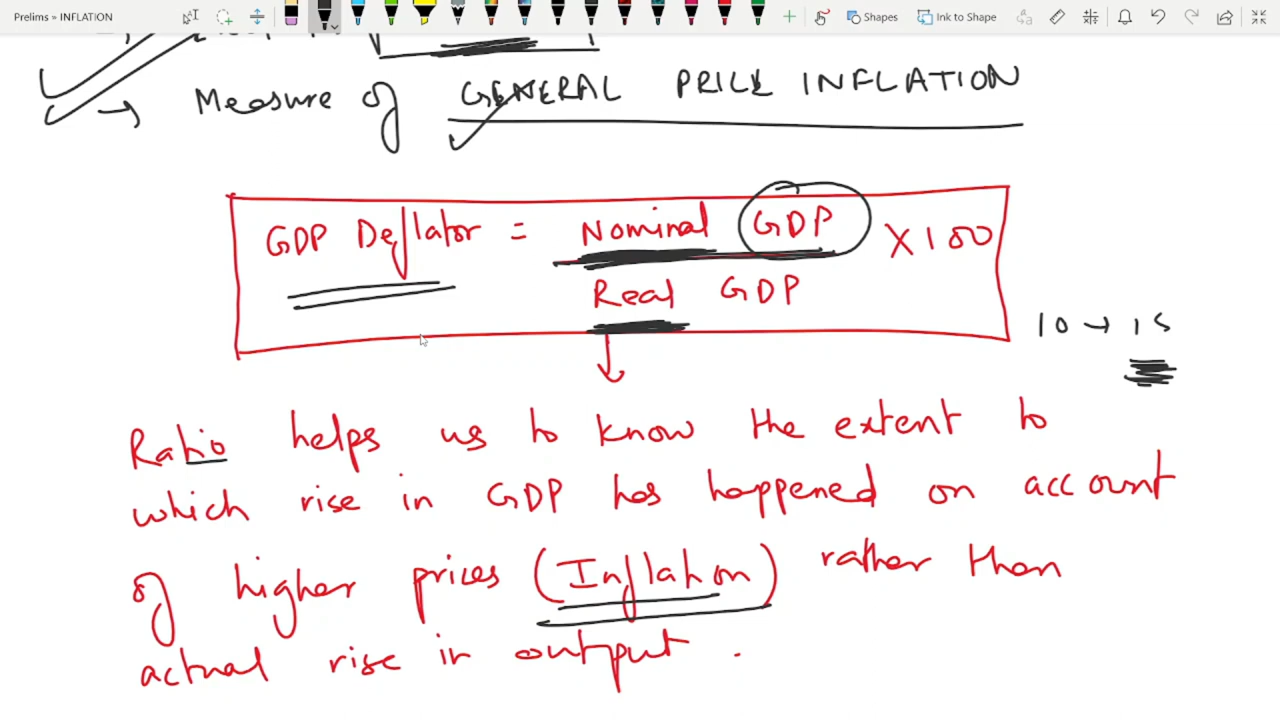 Prelims » INFLATION
Shapes
Ink to Shape
→ Measure of GENERAL PRICE INFLATION
GDP Deflator = Nominal GDP X100
Real GDP
10 → 15
Ratio helps us to know the extent to
which rise in GDP has happened on account
of higher prices (Inflation) rather than
actual rise in output.